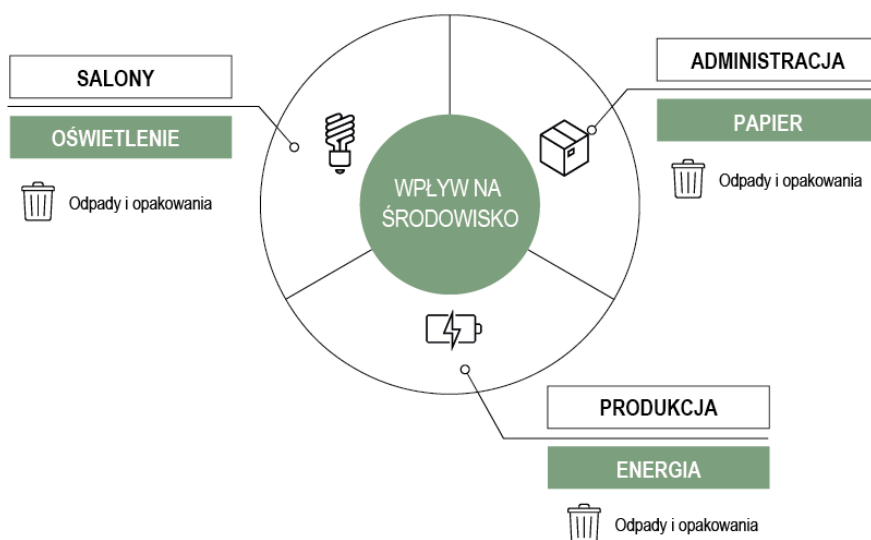 SALONY
OŚWIETLENIE
Odpady i opakowania
ADMINISTRACJA
PAPIER
Odpady i opakowania
WPŁYW NA
ŚRODOWISKO
PRODUKCJA
ENERGIA
Odpady i opakowania